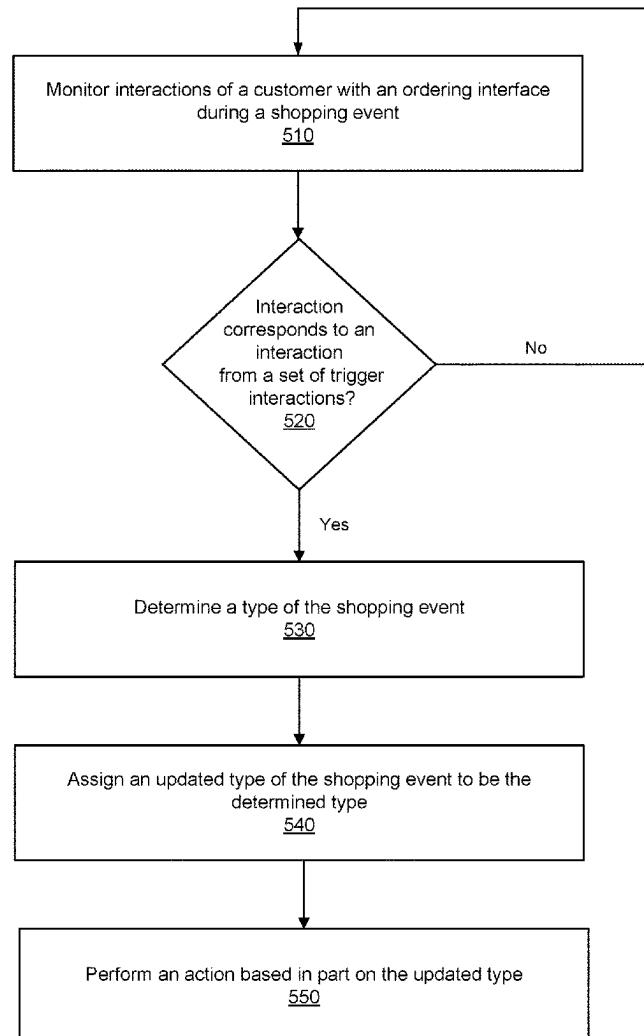 Monitor interactions of a customer with an ordering interface
during a shopping event
510
Interaction
corresponds to an
interaction
from a set of trigger
interactions?
520
No
Yes
Determine a type of the shopping event
530
Assign an updated type of the shopping event to be the
determined type
540
Perform an action based in part on the updated type
550